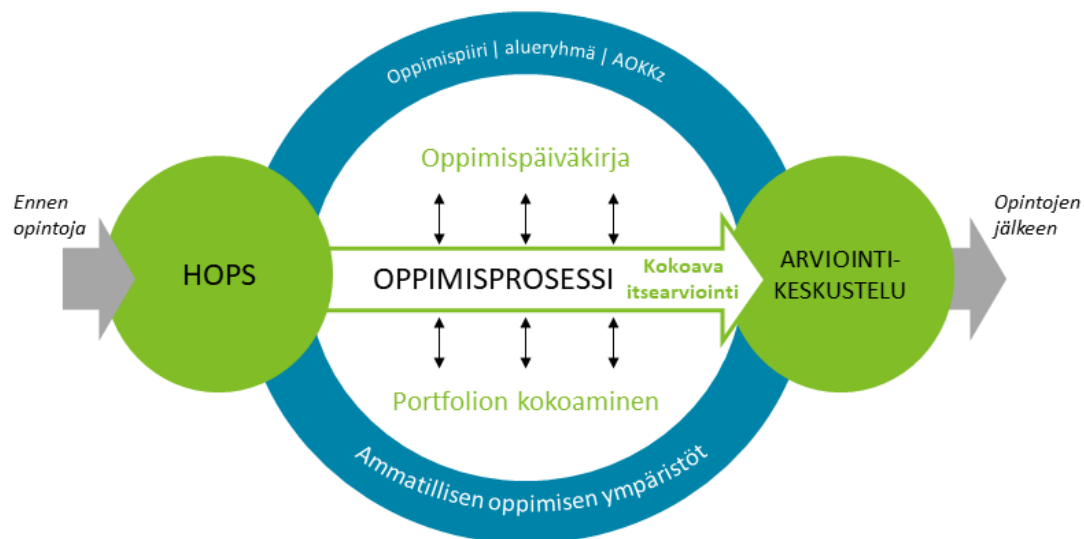 Oppimispiiri | alueryhmä | AOKKz
Oppimispäiväkirja
Ennen
opintoja
HOPS
OPPIMISPROSESSI
Kokoava
itsearviointi
ARVIOINTI-
KESKUSTELU
Opintojen
jälkeen
Portfolion kokoaminen
Ammatillisen oppimisen ympäristöt